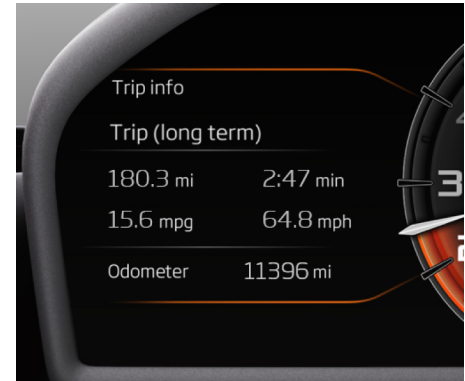 Trip info
Trip (long term)
180.3 mi 2:47 min
15.6 mpg 64.8 mph
Odometer 11396 mi
3